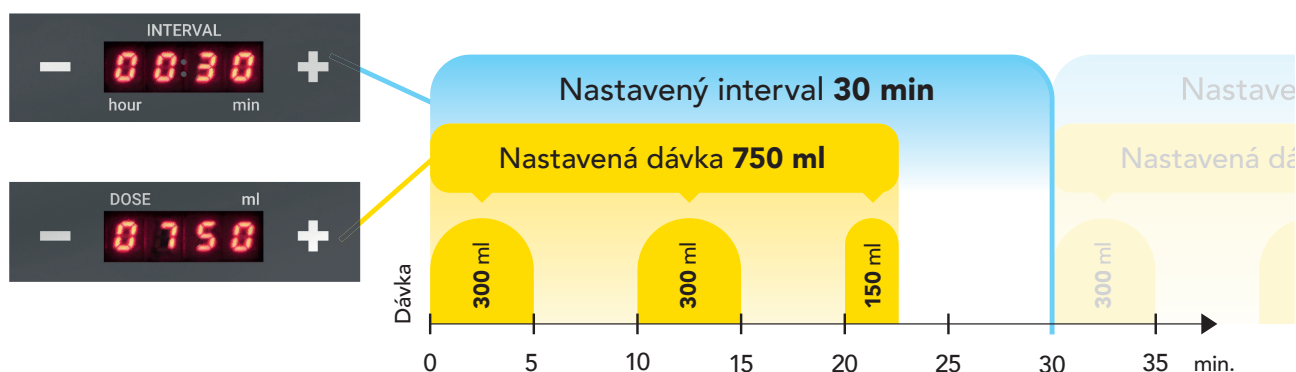 INTERVAL
− 00:30 +
hour min
DOSE ml
− 0750 +
Nastavený interval 30 min
Nastavená dávka 750 ml
300 ml
300 ml
150 ml
Dávka
0 5 10 15 20 25 30 35 min.
Nastave
Nastavená dá
300 ml